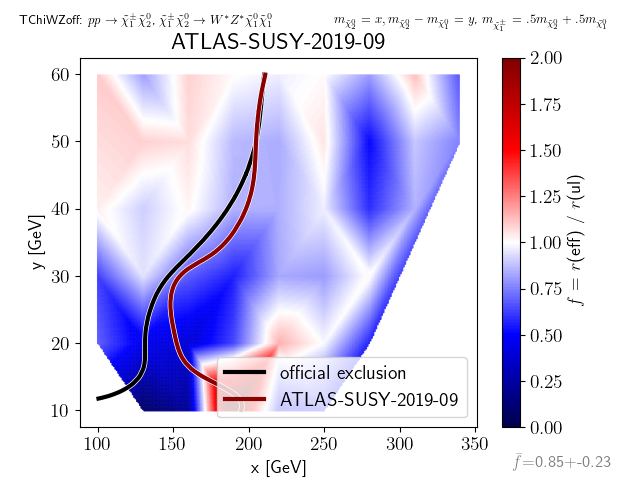 TChiWZoff: $pp \to \tilde{\chi}_1^{\pm}\tilde{\chi}_2^0, \tilde{\chi}_1^{\pm}\tilde{\chi}_2^0 \to W^*Z^*\tilde{\chi}_1^0\tilde{\chi}_1^0$ $m_{\tilde{\chi}_2^0} = x, m_{\tilde{\chi}_2^0} - m_{\tilde{\chi}_1^0} = y, m_{\tilde{\chi}_1^{\pm}} = .5m_{\tilde{\chi}_2^0}+.5m_{\tilde{\chi}_1^0}$
ATLAS-SUSY-2019-09
60
50
40
30
20
10
y [GeV]
100 150 200 250 300 350
x [GeV]
official exclusion
ATLAS-SUSY-2019-09
2.00
1.75
1.50
1.25
1.00
0.75
0.50
0.25
0.00
f = r(eff) / r(ul)
$\bar{f}$=0.85+-0.23